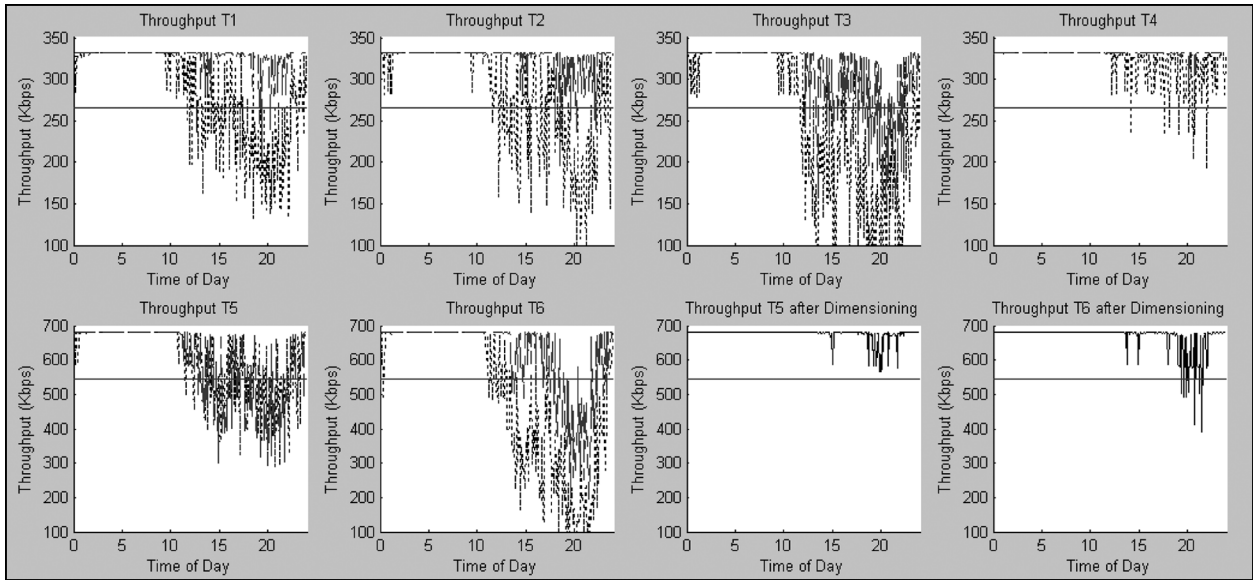 Throughput T1
Throughput (Kbps)
350
300
250
200
150
100
0 5 10 15 20
Time of Day
Throughput T2
Throughput (Kbps)
350
300
250
200
150
100
0 5 10 15 20
Time of Day
Throughput T3
Throughput (Kbps)
350
300
250
200
150
100
0 5 10 15 20
Time of Day
Throughput T4
Throughput (Kbps)
350
300
250
200
150
100
0 5 10 15 20
Time of Day
Throughput T5
Throughput (Kbps)
700
600
500
400
300
200
100
0 5 10 15 20
Time of Day
Throughput T6
Throughput (Kbps)
700
600
500
400
300
200
100
0 5 10 15 20
Time of Day
Throughput T5 after Dimensioning
Throughput (Kbps)
700
600
500
400
300
200
100
0 5 10 15 20
Time of Day
Throughput T6 after Dimensioning
Throughput (Kbps)
700
600
500
400
300
200
100
0 5 10 15 20
Time of Day